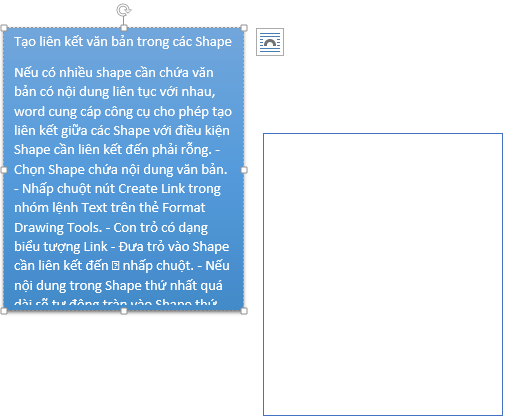 Tạo liên kết văn bản trong các Shape
Nếu có nhiều shape cần chứa văn
bản có nội dung liên tục với nhau,
word cung cáp công cụ cho phép tạo
liên kết giữa các Shape với điều kiện
Shape cần liên kết đến phải rỗng. -
Chọn Shape chứa nội dung văn bản.
- Nhấp chuột nút Create Link trong
nhóm lệnh Text trên thẻ Format
Drawing Tools. - Con trỏ có dạng
biểu tượng Link - Đưa trỏ vào Shape
cần liên kết đến nhấp chuột. - Nếu
nội dung trong Shape thứ nhất quá
dài sẽ tự động tràn vào Shape thứ